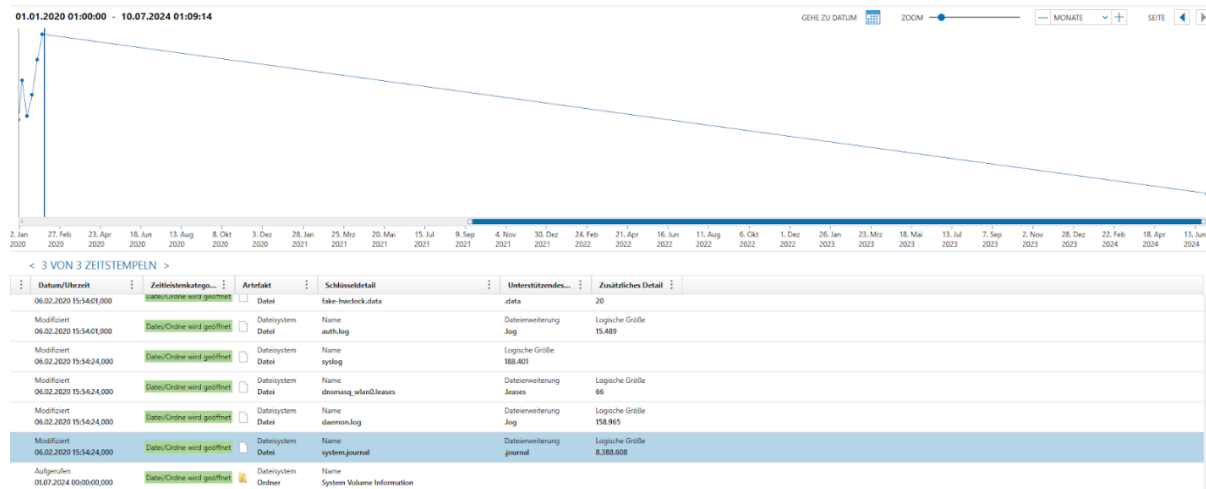 01.01.2020 01:00:00 - 10.07.2024 01:09:14 GEHE ZU DATUM ZOOM MONATE SEITE
2. Jan 2020 27. Feb 2020 23. Apr 2020 18. Jun 2020 13. Aug 2020 8. Okt 2020 3. Dez 2020 28. Jan 2021 25. Mrz 2021 20. Mai 2021 15. Jul 2021 9. Sep 2021 4. Nov 2021 30. Dez 2021 24. Feb 2022 21. Apr 2022 16. Jun 2022 11. Aug 2022 6. Okt 2022 1. Dez 2022 26. Jan 2023 23. Mrz 2023 18. Mai 2023 13. Jul 2023 7. Sep 2023 2. Nov 2023 28. Dez 2023 22. Feb 2024 18. Apr 2024 13. Jun 2024
< 3 VON 3 ZEITSTEMPELN >
Datum/Uhrzeit Zeitleistenkatego... Artefakt Schlüsseldetail Unterstützendes... Zusätzliches Detail
06.02.2020 15:54:01,000 Datei/Ordne wird geöffnet Datei fake-hwclock.data .data 20
Modifiziert Dateisystem Name Dateierweiterung Logische Größe
06.02.2020 15:54:01,000 Datei/Ordne wird geöffnet Datei auth.log .log 15.489
Modifiziert Dateisystem Name Logische Größe
06.02.2020 15:54:24,000 Datei/Ordne wird geöffnet Datei syslog 188.401
Modifiziert Dateisystem Name Dateierweiterung Logische Größe
06.02.2020 15:54:24,000 Datei/Ordne wird geöffnet Datei dnsmasq_wlan0.leases .leases 66
Modifiziert Dateisystem Name Dateierweiterung Logische Größe
06.02.2020 15:54:24,000 Datei/Ordne wird geöffnet Datei daemon.log .log 158.965
Modifiziert Dateisystem Name Dateierweiterung Logische Größe
06.02.2020 15:54:24,000 Datei/Ordne wird geöffnet Datei system.journal .journal 8.388.608
Aufgerufen Dateisystem Name
01.07.2024 00:00:00,000 Datei/Ordne wird geöffnet Ordner System Volume Information